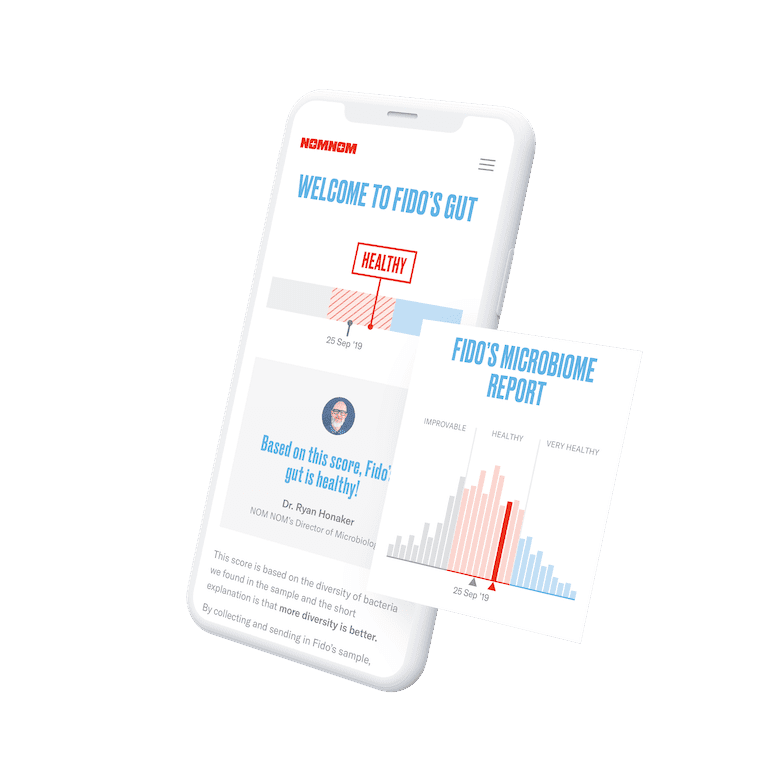 NOMNOM
WELCOME TO FIDO'S GUT
HEALTHY
25 Sep '19
Based on this score, Fido's
gut is healthy!
Dr. Ryan Honaker
NOM NOM's Director of Microbiolog
This score is based on the diversity of bacteria
we found in the sample and the short
explanation is that more diversity is better.
By collecting and sending in Fido's sample,
FIDO'S MICROBIOME
REPORT
IMPROVABLE
HEALTHY
VERY HEALTHY
25 Sep '19